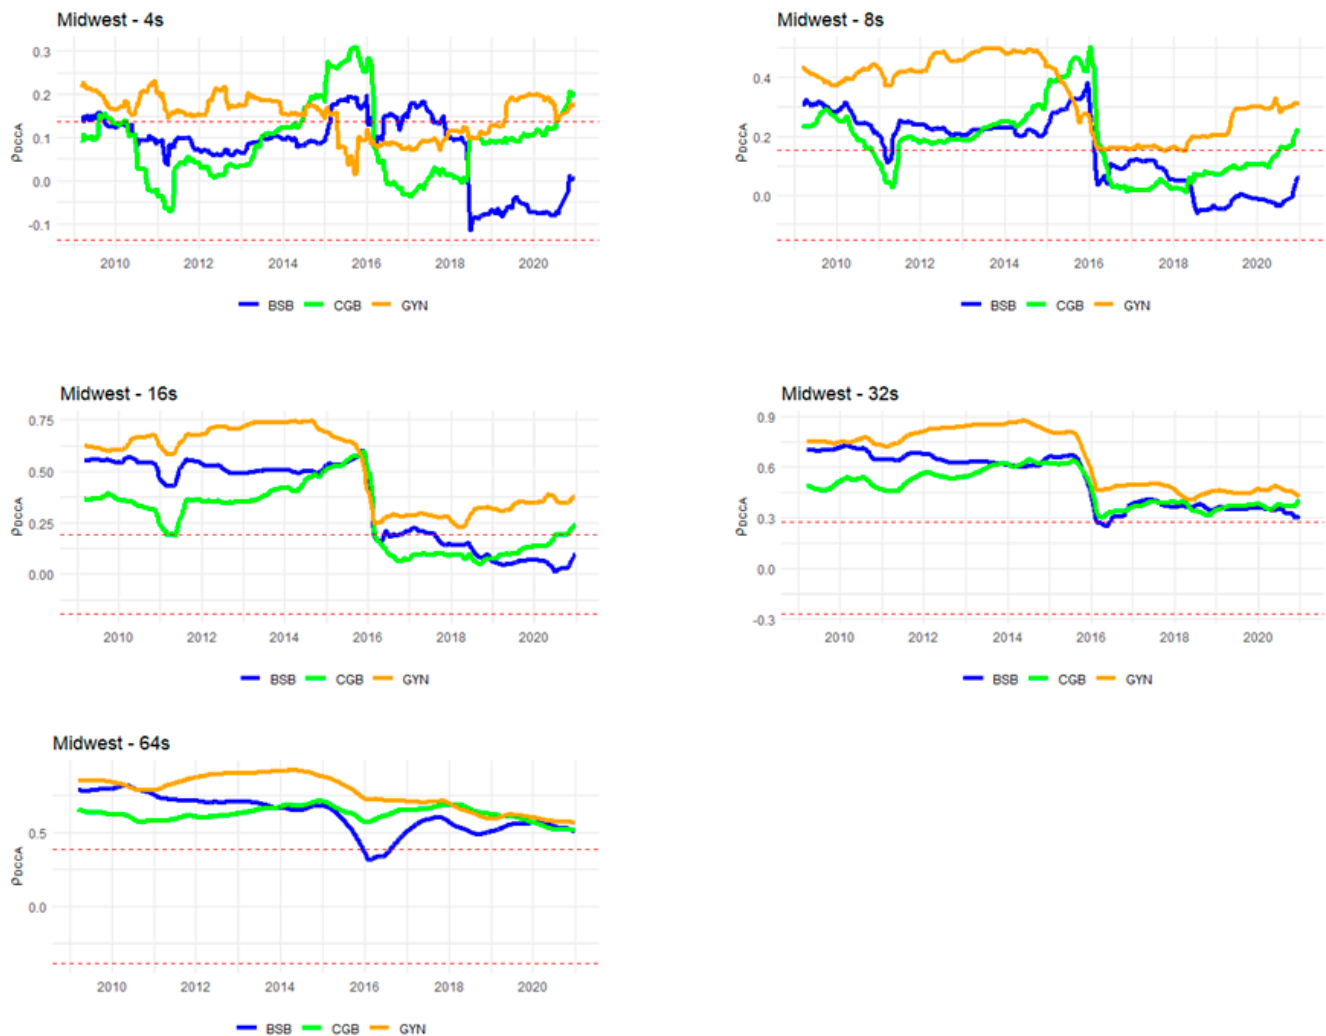 Midwest - 4s
0.3
0.2
0.1
0.0
-0.1
ρDCCA
2010 2012 2014 2016 2018 2020
BSB CGB GYN
Midwest - 8s
0.4
0.2
0.0
ρDCCA
2010 2012 2014 2016 2018 2020
BSB CGB GYN
Midwest - 16s
0.75
0.50
0.25
0.00
ρDCCA
2010 2012 2014 2016 2018 2020
BSB CGB GYN
Midwest - 32s
0.9
0.6
0.3
0.0
-0.3
ρDCCA
2010 2012 2014 2016 2018 2020
BSB CGB GYN
Midwest - 64s
0.5
0.0
ρDCCA
2010 2012 2014 2016 2018 2020
BSB CGB GYN